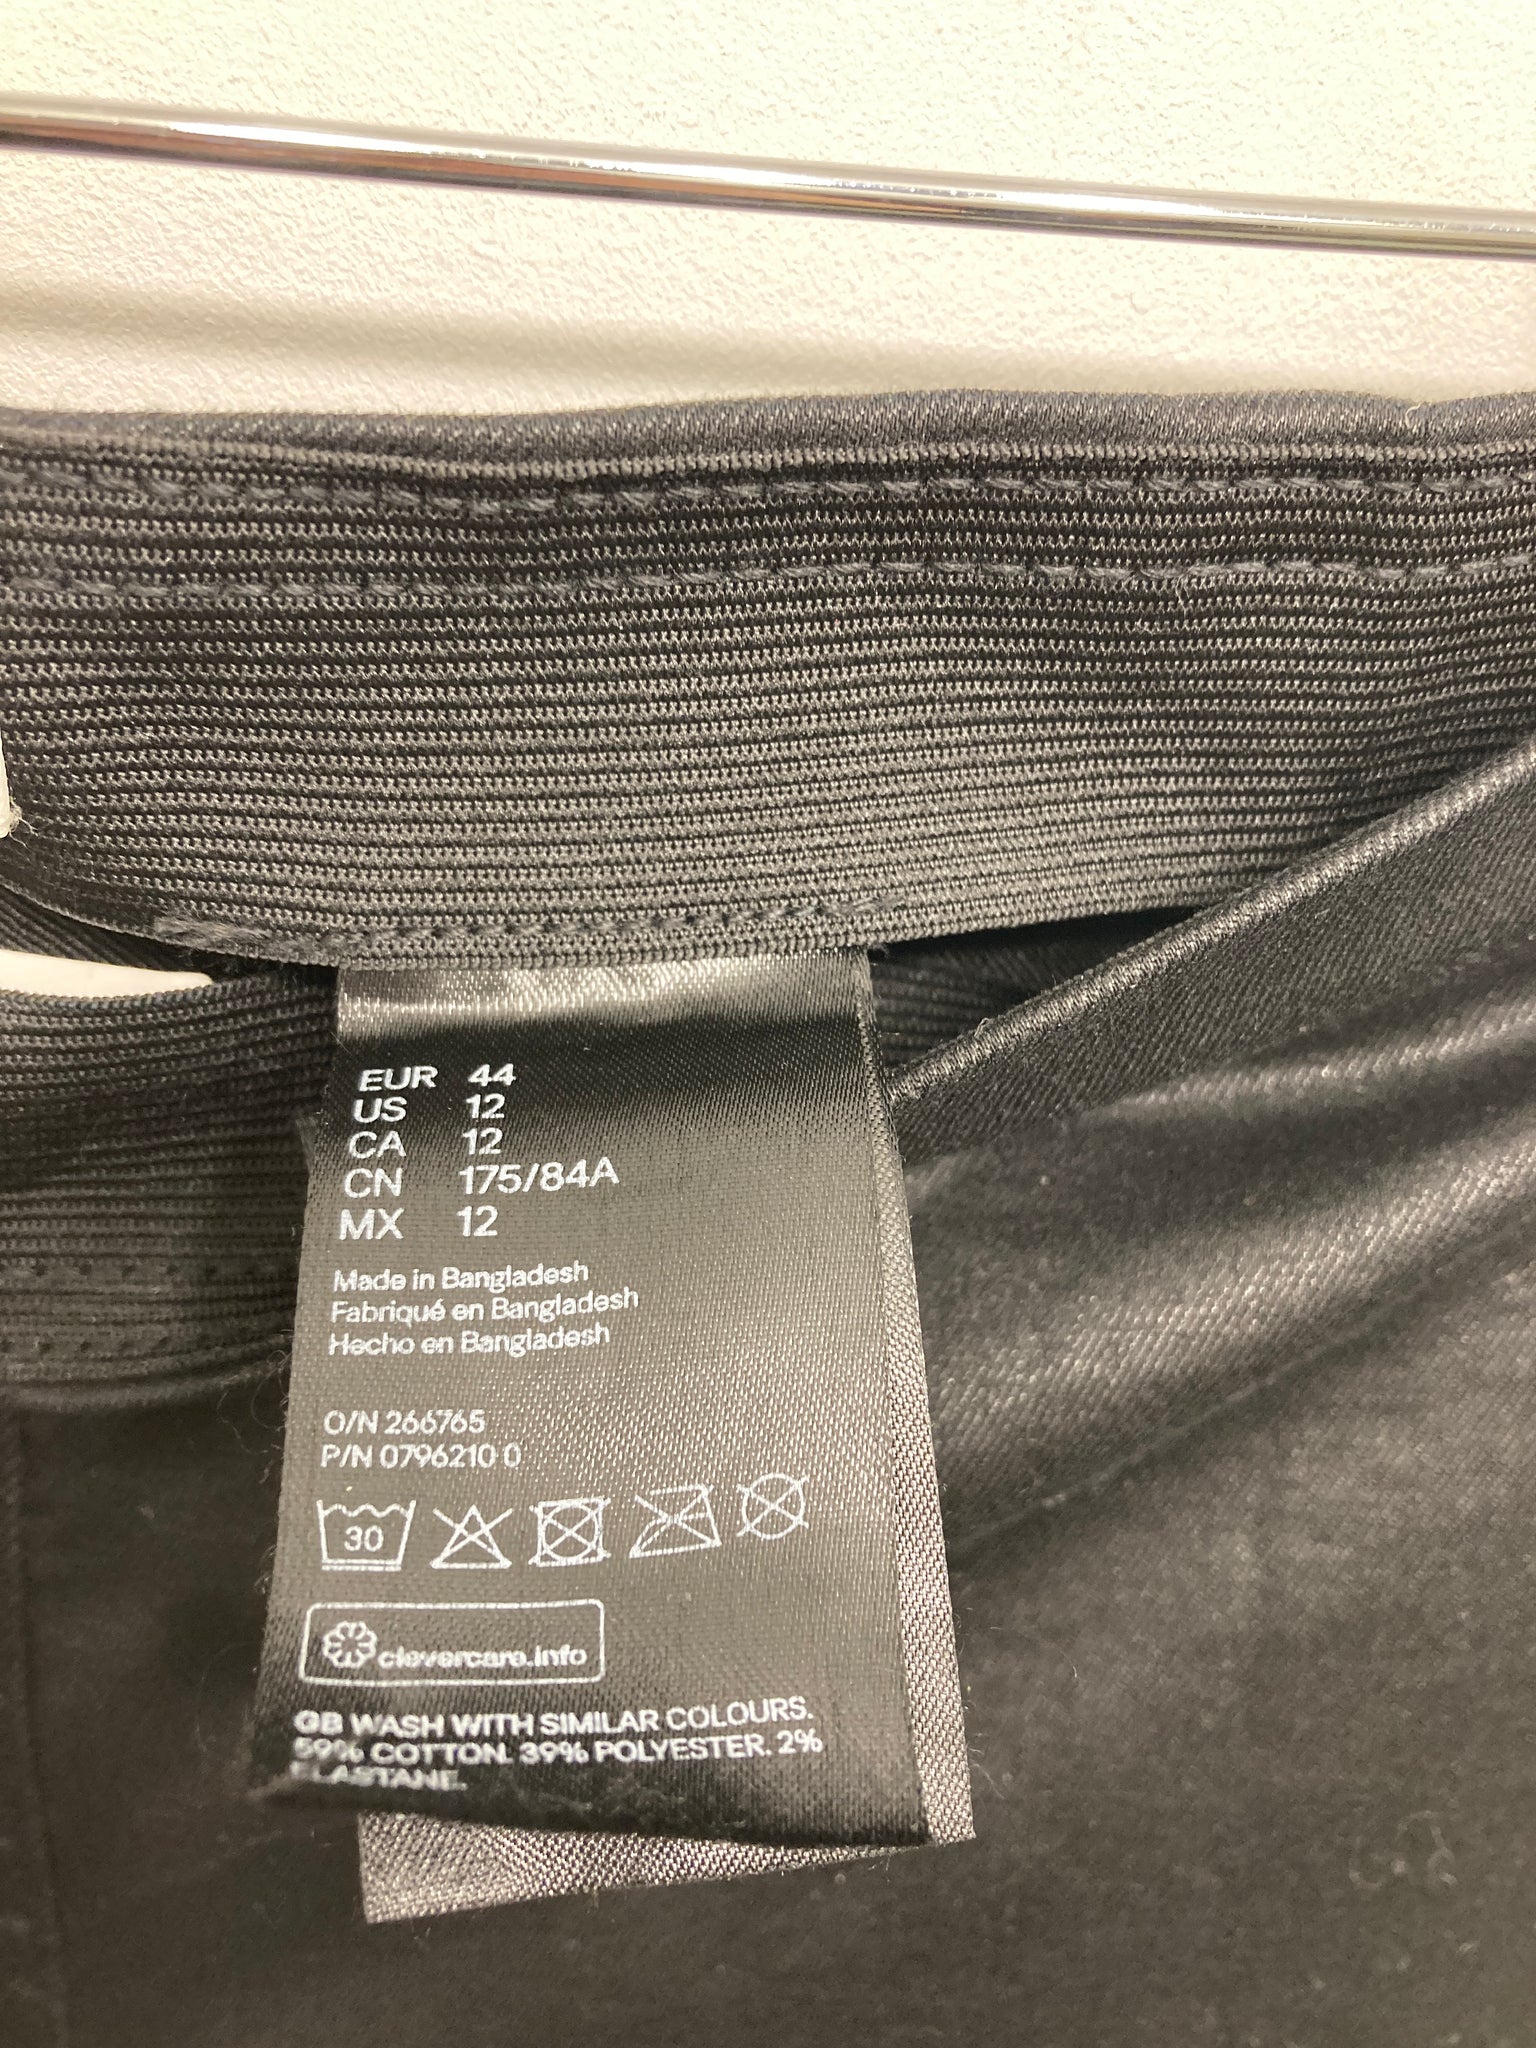 EUR 44
US 12
CA 12
CN 175/84A
MX 12
Made in Bangladesh
Fabriqué en Bangladesh
Hecho en Bangladesh
O/N 266765
P/N 0796210 0
30
clevercare.info
GB WASH WITH SIMILAR COLOURS.
59% COTTON. 39% POLYESTER. 2%
ELASTANE.